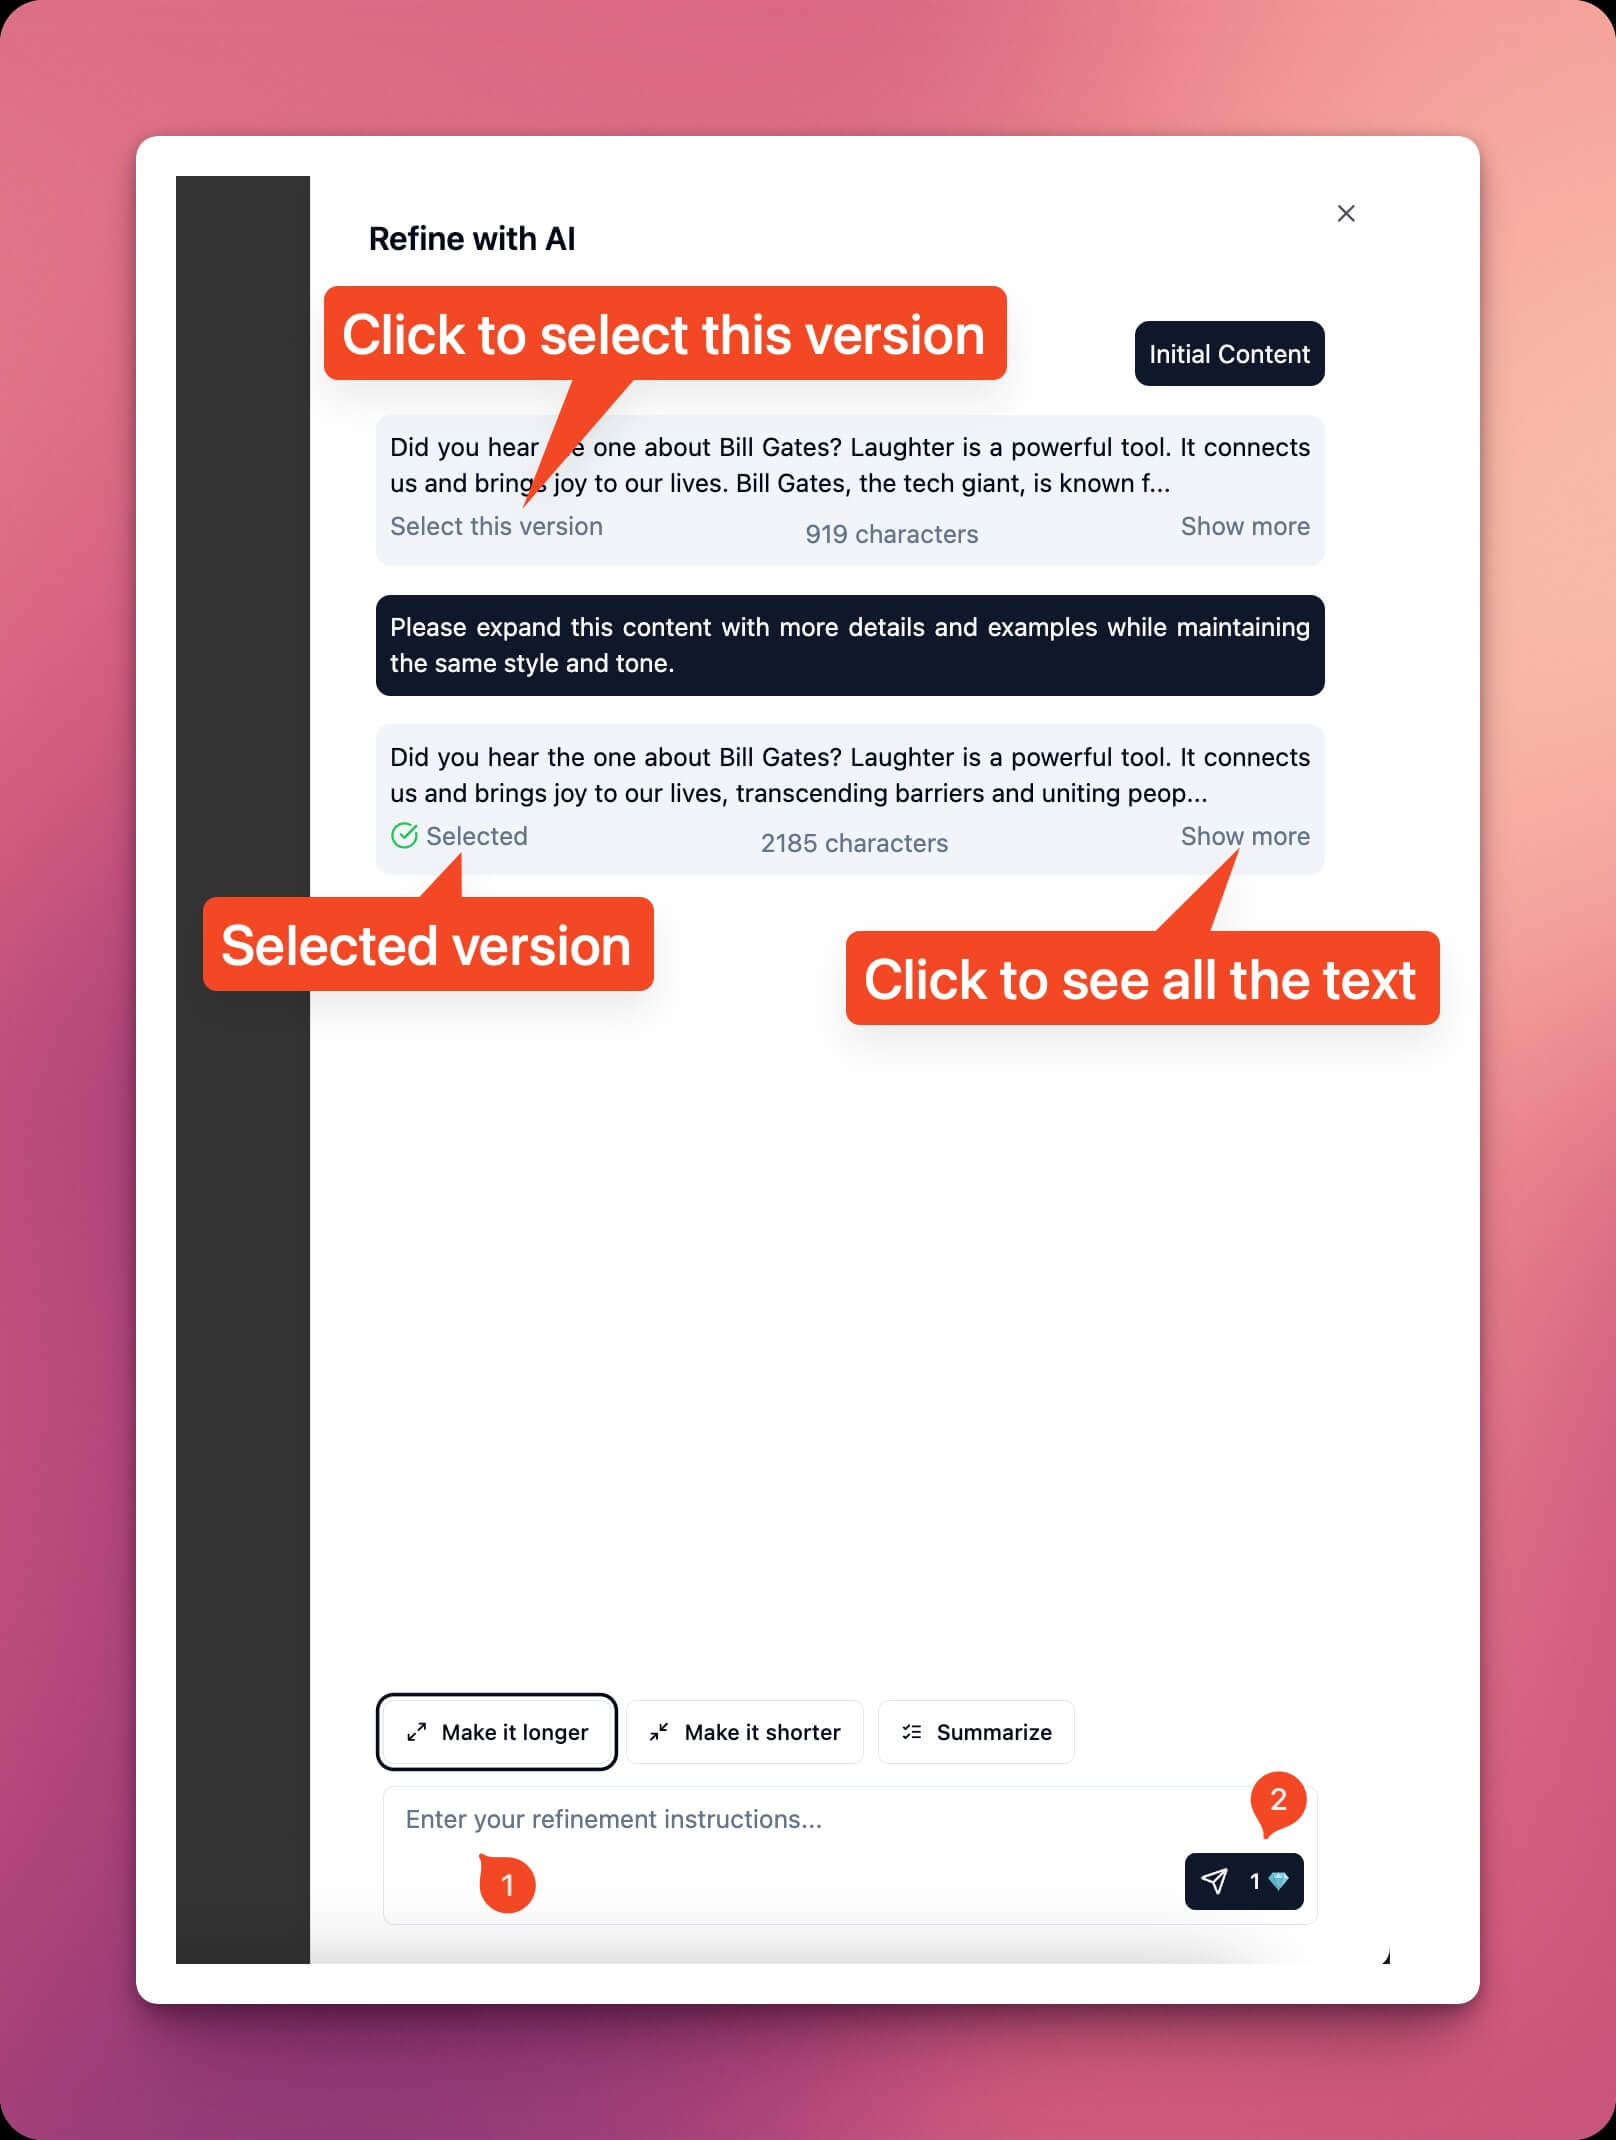 Refine with AI
Click to select this version
Initial Content
Did you hear the one about Bill Gates? Laughter is a powerful tool. It connects
us and brings joy to our lives. Bill Gates, the tech giant, is known f...
Select this version
919 characters
Show more
Please expand this content with more details and examples while maintaining
the same style and tone.
Did you hear the one about Bill Gates? Laughter is a powerful tool. It connects
us and brings joy to our lives, transcending barriers and uniting peop...
Selected
2185 characters
Show more
Selected version
Click to see all the text
Make it longer
Make it shorter
Summarize
Enter your refinement instructions...
2
1
1